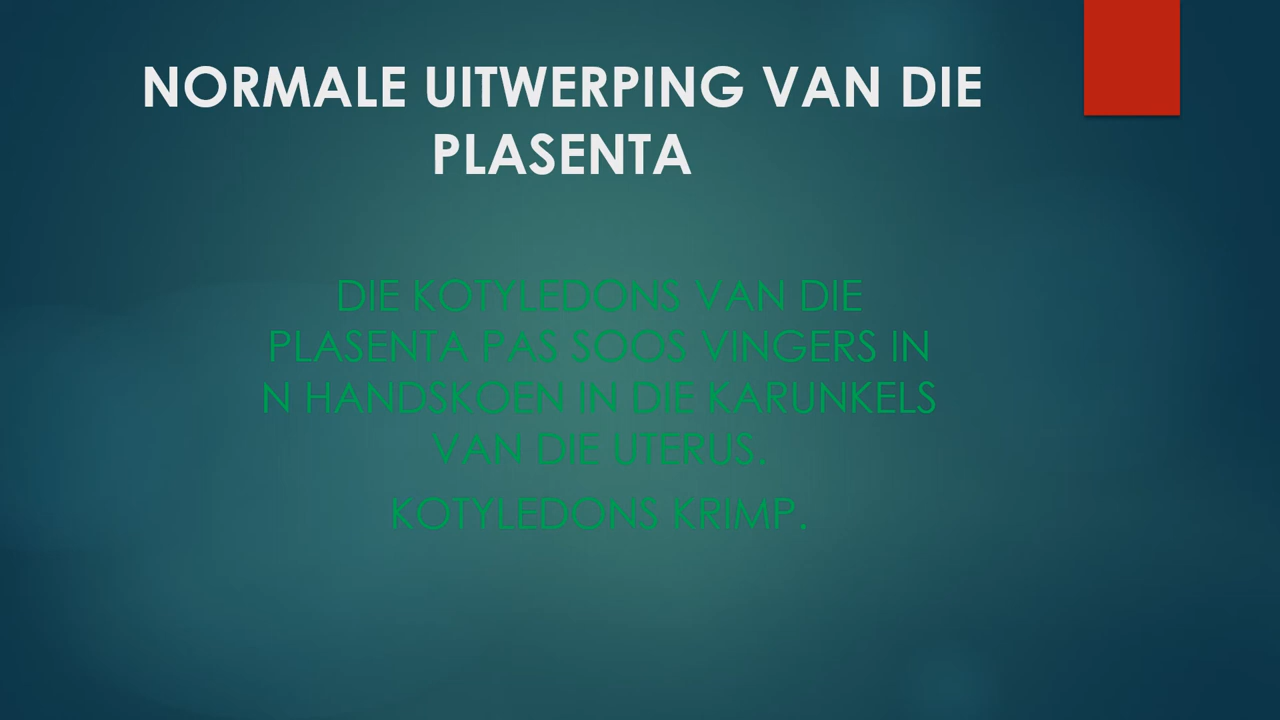 NORMALE UITWERPING VAN DIE
PLASENTA
DIE KOTYLEDONS VAN DIE
PLASENTA PAS SOOS VINGERS IN
N HANDSKOEN IN DIE KARUNKELS
VAN DIE UTERUS.
KOTYLEDONS KRIMP.